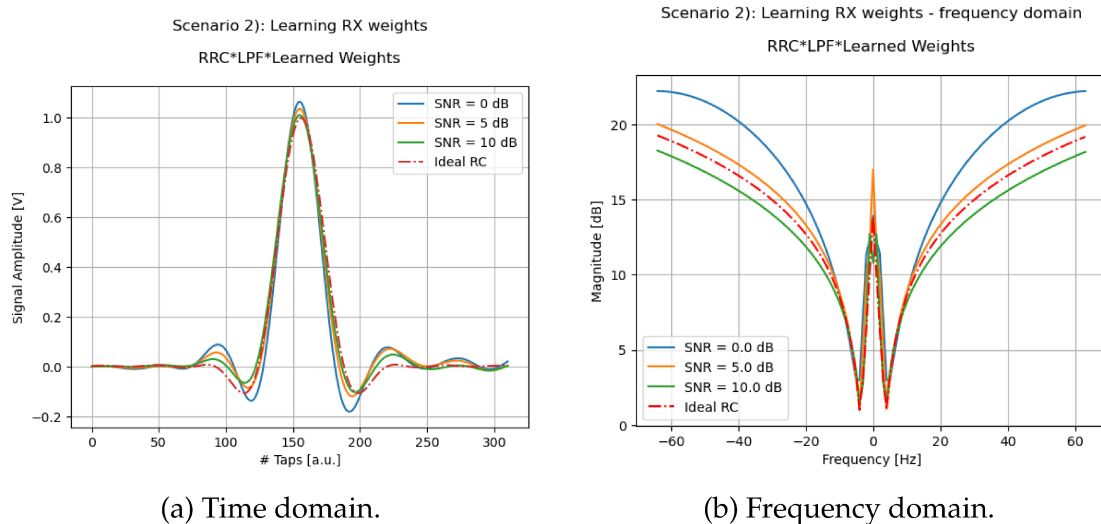 Scenario 2): Learning RX weights
RRC*LPF*Learned Weights
Signal Amplitude [V]
1.0
0.8
0.6
0.4
0.2
0.0
−0.2
SNR = 0 dB
SNR = 5 dB
SNR = 10 dB
Ideal RC
0
50
100
150
200
250
300
# Taps [a.u.]
(a) Time domain.
Scenario 2): Learning RX weights - frequency domain
RRC*LPF*Learned Weights
Magnitude [dB]
20
15
10
5
0
SNR = 0.0 dB
SNR = 5.0 dB
SNR = 10.0 dB
Ideal RC
−60
−40
−20
0
20
40
60
Frequency [Hz]
(b) Frequency domain.